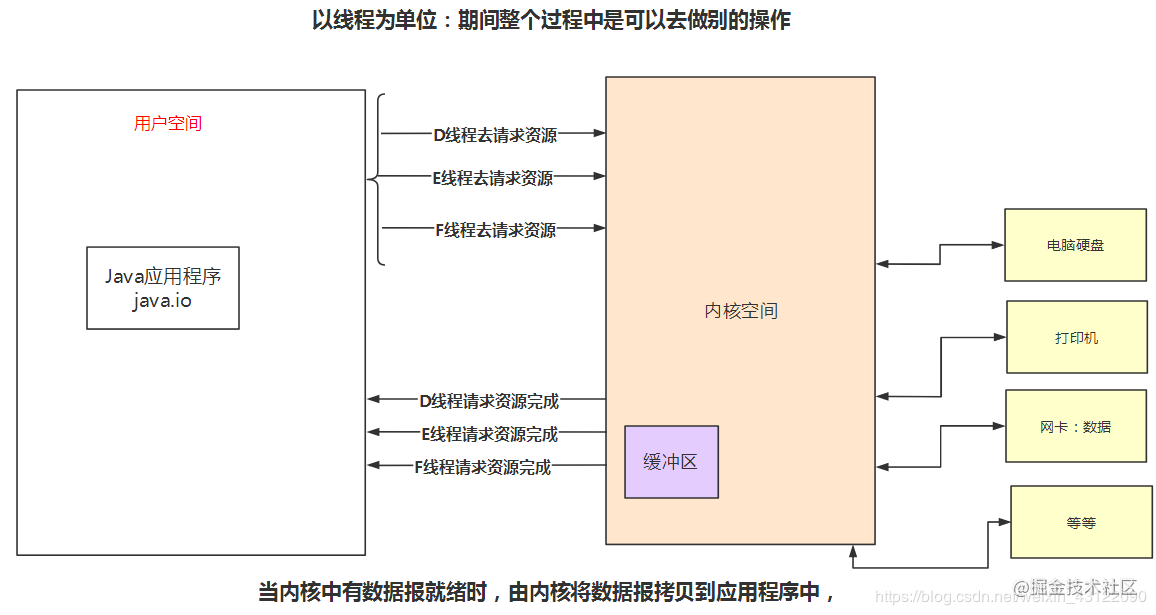 以线程为单位：期间整个过程中是可以去做别的操作
用户空间
D线程去请求资源
E线程去请求资源
F线程去请求资源
Java应用程序
java.io
内核空间
电脑硬盘
打印机
D线程请求资源完成
E线程请求资源完成
F线程请求资源完成
缓冲区
网卡：数据
等等
当内核中有数据报就绪时，由内核将数据报拷贝到应用程序中，
@掘金技术社区